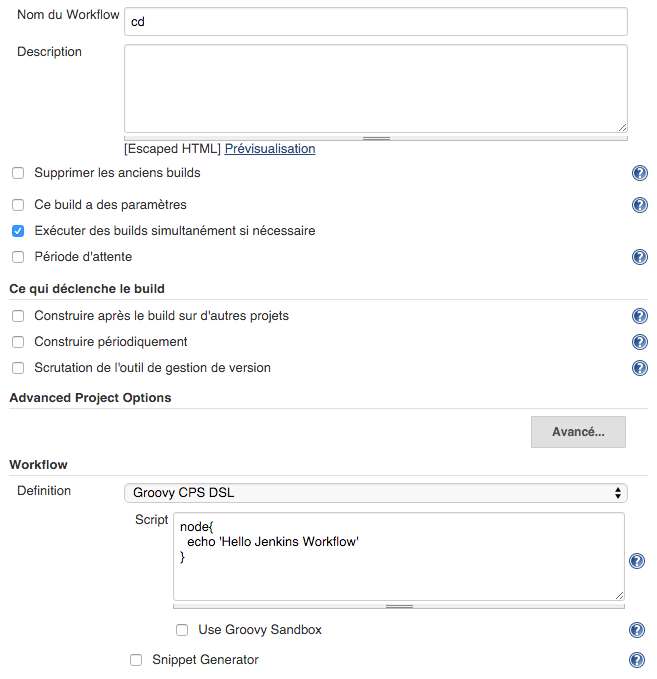 Nom du Workflow
cd
Description
[Escaped HTML] Prévisualisation
Supprimer les anciens builds
Ce build a des paramètres
Exécuter des builds simultanément si nécessaire
Période d'attente
Ce qui déclenche le build
Construire après le build sur d'autres projets
Construire périodiquement
Scrutation de l'outil de gestion de version
Advanced Project Options
Avancé...
Workflow
Definition
Groovy CPS DSL
Script
node{
  echo 'Hello Jenkins Workflow'
}
Use Groovy Sandbox
Snippet Generator